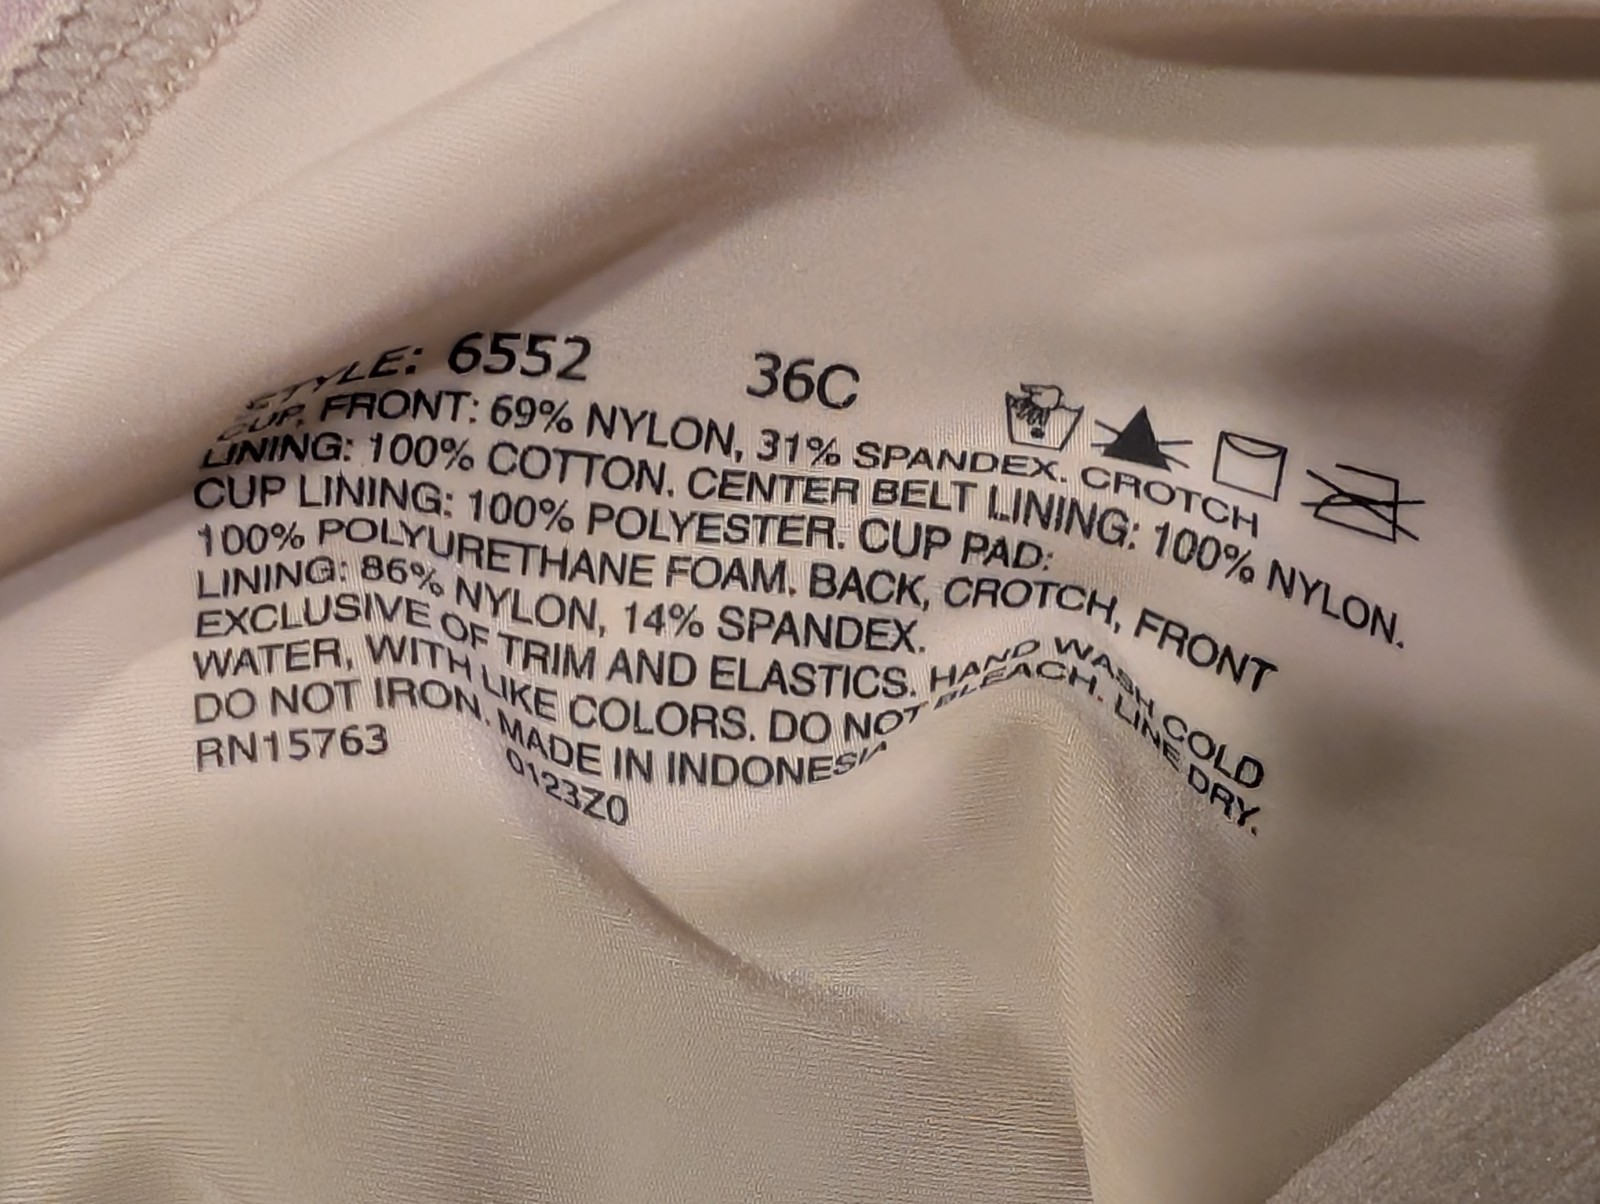 STYLE: 6552 36C
CUP, FRONT: 69% NYLON, 31% SPANDEX. CROTCH
LINING: 100% COTTON. CENTER BELT LINING: 100% NYLON.
CUP LINING: 100% POLYESTER. CUP PAD:
100% POLYURETHANE FOAM. BACK, CROTCH, FRONT
LINING: 86% NYLON, 14% SPANDEX.
EXCLUSIVE OF TRIM AND ELASTICS. HAND WASH COLD
WATER, WITH LIKE COLORS. DO NOT BLEACH. LINE DRY.
DO NOT IRON. MADE IN INDONESIA
RN15763 0123Z0